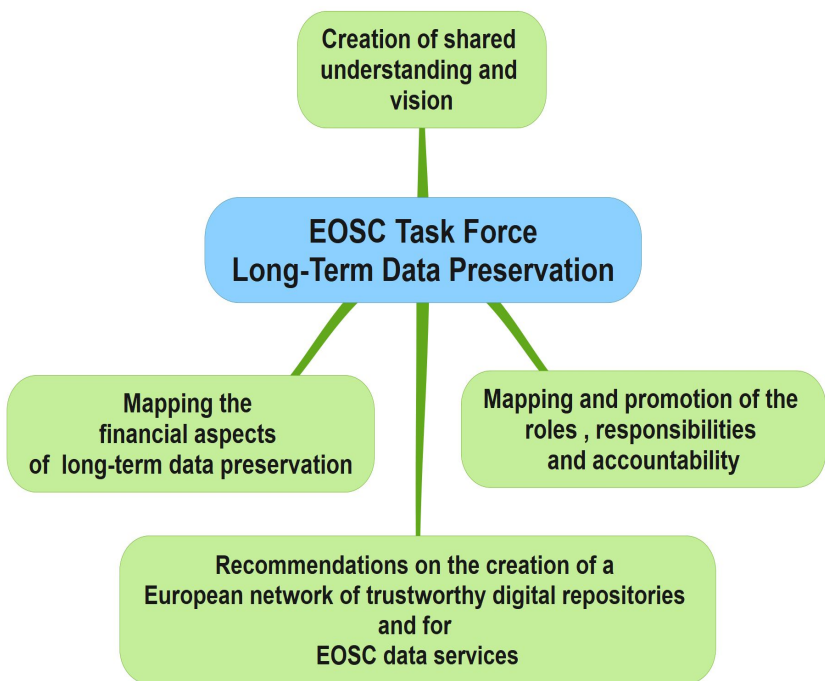 Creation of shared
understanding and
vision
EOSC Task Force
Long-Term Data Preservation
Mapping the
financial aspects
of long-term data preservation
Mapping and promotion of the
roles , responsibilities
and accountability
Recommendations on the creation of a
European network of trustworthy digital repositories
and for
EOSC data services